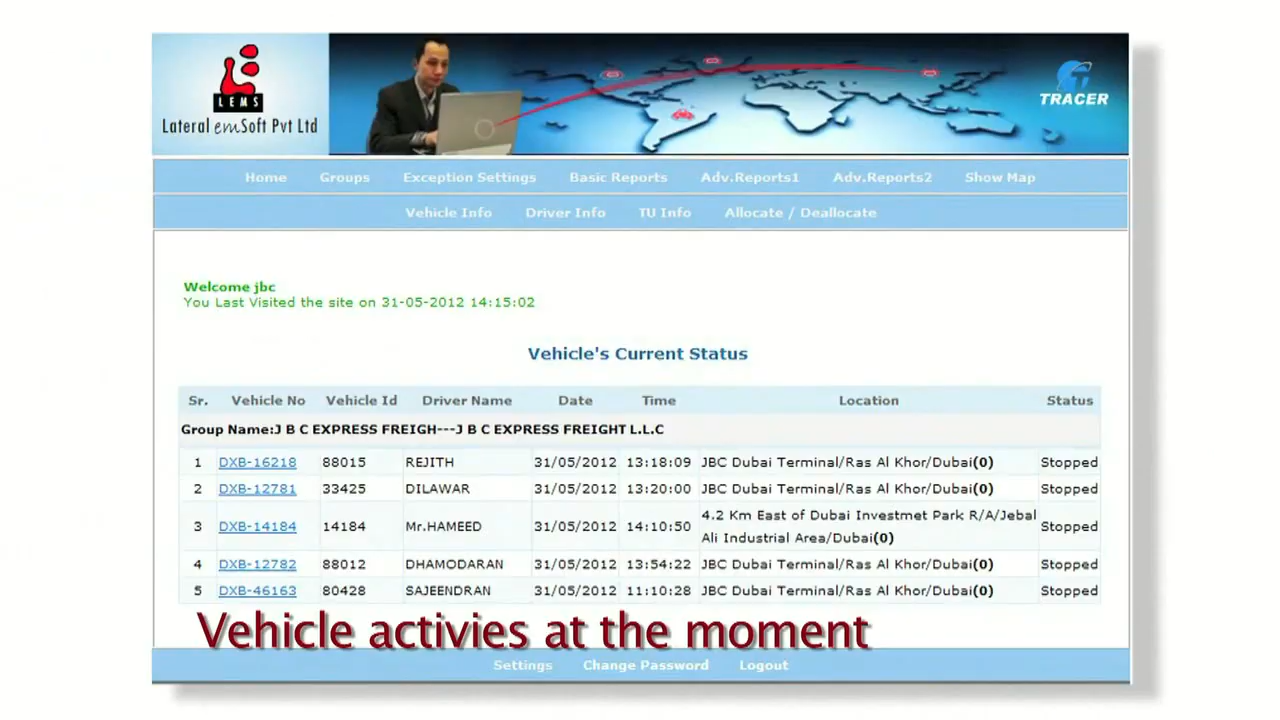 LEMS
Lateral emSoft Pvt Ltd
TRACER
Home Groups Exception Settings Basic Reports Adv.Reports1 Adv.Reports2 Show Map
Vehicle Info Driver Info TU Info Allocate / Deallocate
Welcome jbc
You Last Visited the site on 31-05-2012 14:15:02
Vehicle's Current Status
Sr. Vehicle No Vehicle Id Driver Name Date Time Location Status
Group Name:J B C EXPRESS FREIGH---J B C EXPRESS FREIGHT L.L.C
1 DXB-16218 88015 REJITH 31/05/2012 13:18:09 JBC Dubai Terminal/Ras Al Khor/Dubai(0) Stopped
2 DXB-12781 33425 DILAWAR 31/05/2012 13:20:00 JBC Dubai Terminal/Ras Al Khor/Dubai(0) Stopped
3 DXB-14184 14184 Mr.HAMEED 31/05/2012 14:10:50 4.2 Km East of Dubai Investmet Park R/A/Jebal
Ali Industrial Area/Dubai(0) Stopped
4 DXB-12782 88012 DHAMODARAN 31/05/2012 13:54:22 JBC Dubai Terminal/Ras Al Khor/Dubai(0) Stopped
5 DXB-46163 80428 SAJEENDRAN 31/05/2012 11:10:28 JBC Dubai Terminal/Ras Al Khor/Dubai(0) Stopped
Vehicle activies at the moment
Settings Change Password Logout